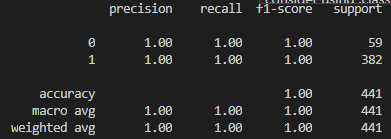 precision recall f1-score support
0 1.00 1.00 1.00 59
1 1.00 1.00 1.00 382
accuracy 1.00 441
macro avg 1.00 1.00 1.00 441
weighted avg 1.00 1.00 1.00 441